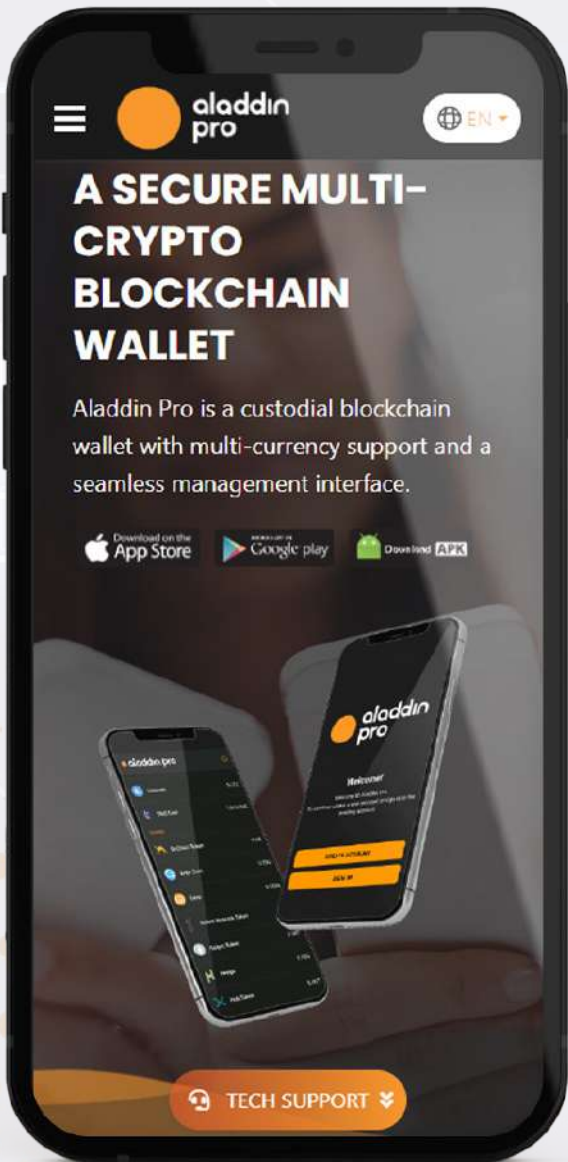 aladdin
pro
EN
A SECURE MULTI-
CRYPTO
BLOCKCHAIN
WALLET
Aladdin Pro is a custodial blockchain
wallet with multi-currency support and a
seamless management interface.
Download on the
App Store
Google play
Download APK
aladdin pro
aladdin
pro
Welcome!
SIGN IN
TECH SUPPORT